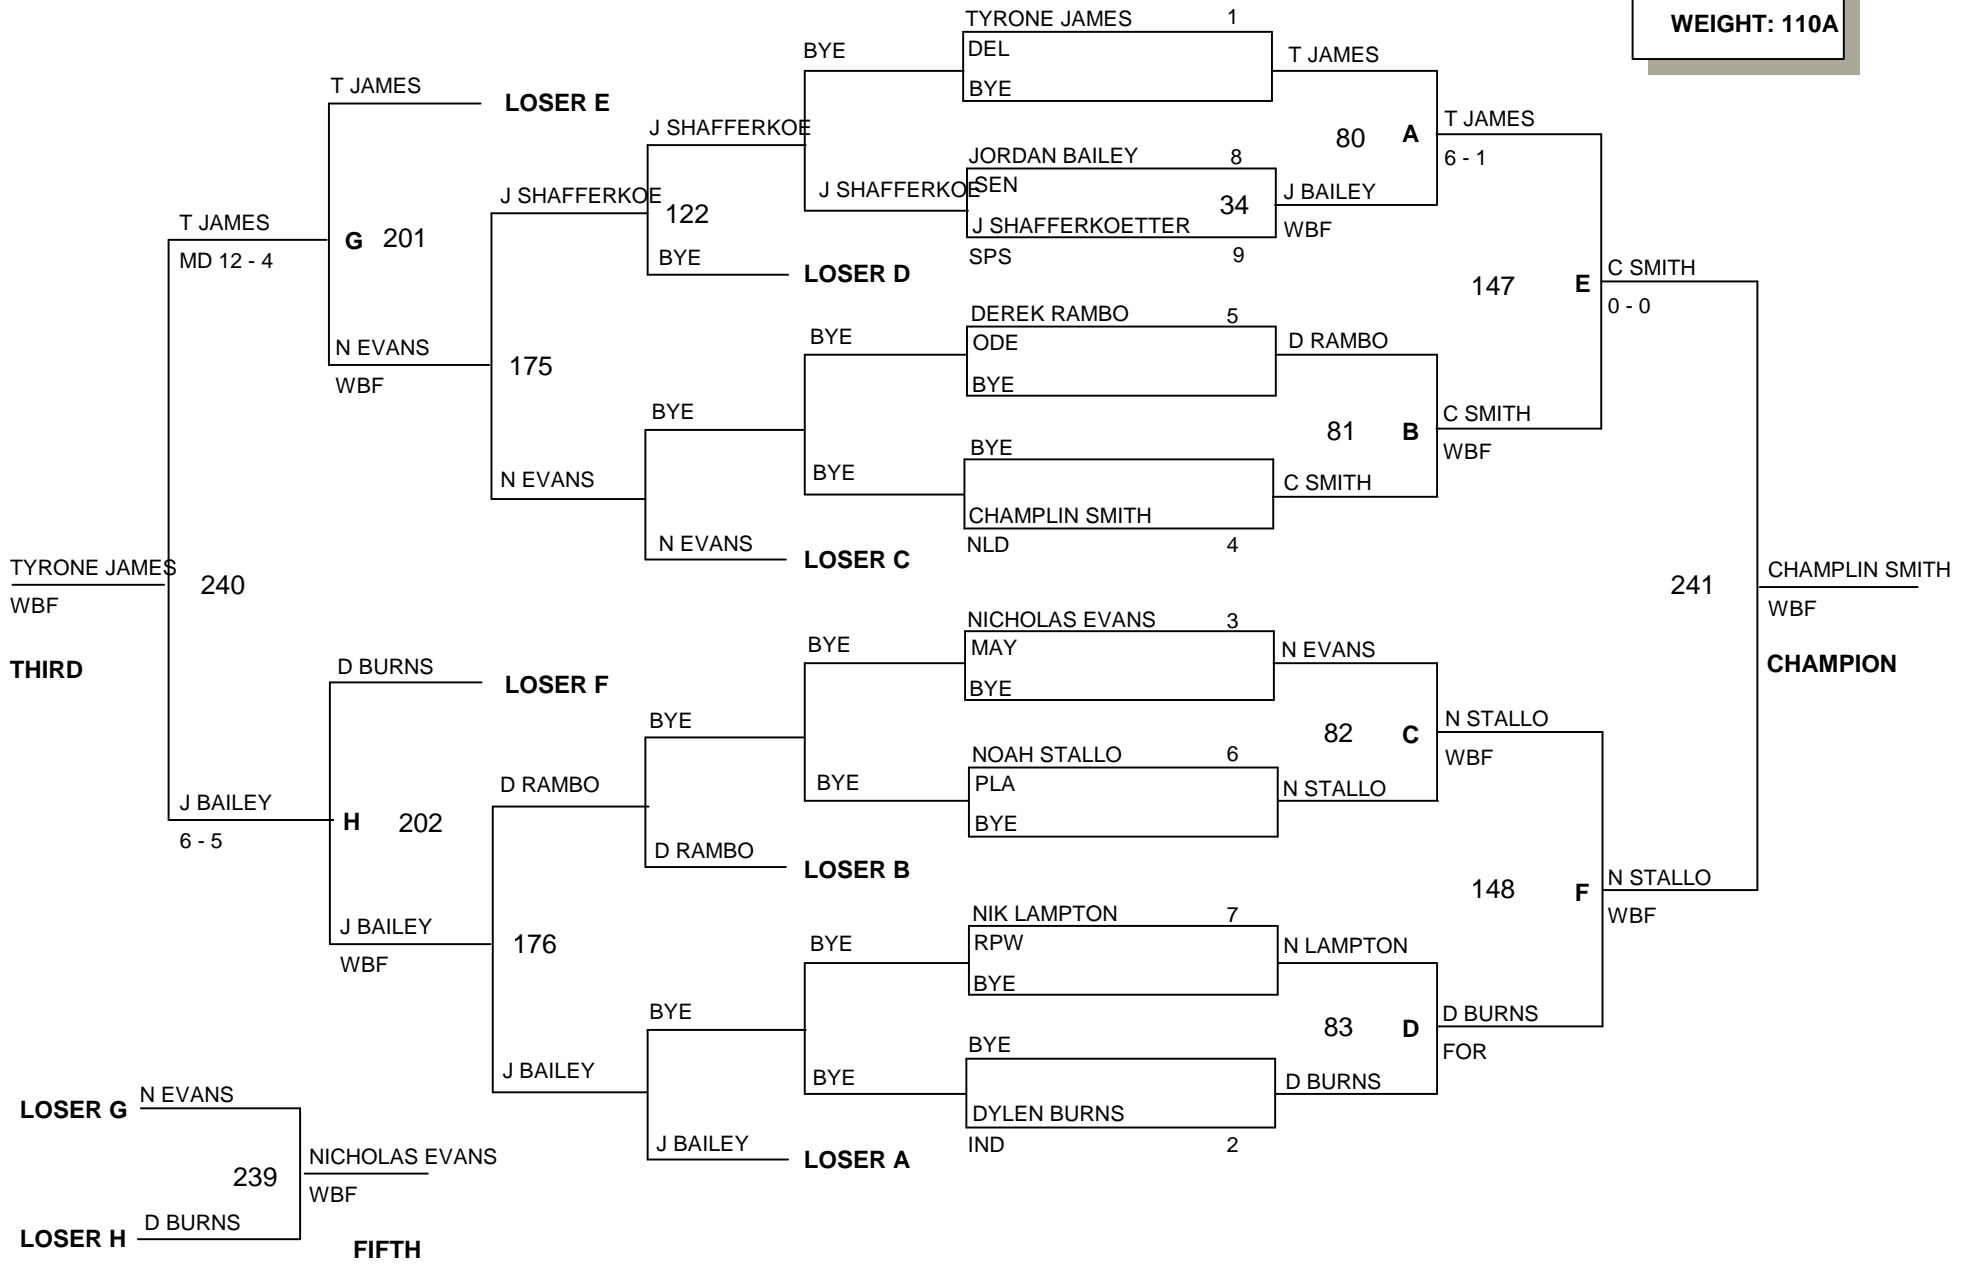 WEIGHT: 110A
TYRONE JAMES 1
DEL
BYE
BYE
T JAMES
T JAMES
LOSER E
J SHAFFERKOE
80 A
T JAMES
6 - 1
JORDAN BAILEY 8
SEN
J SHAFFERKOE
34
J SHAFFERKOETTER
SPS 9
J BAILEY
WBF
J SHAFFERKOE
122
BYE
LOSER D
T JAMES
MD 12 - 4
G 201
147 E
C SMITH
0 - 0
DEREK RAMBO 5
ODE
BYE
BYE
D RAMBO
N EVANS
WBF
175
BYE
81 B
C SMITH
WBF
BYE
BYE
CHAMPLIN SMITH
NLD 4
C SMITH
N EVANS
N EVANS
LOSER C
TYRONE JAMES
WBF
240
THIRD
241
CHAMPLIN SMITH
WBF
CHAMPION
NICHOLAS EVANS 3
MAY
BYE
BYE
N EVANS
D BURNS
LOSER F
BYE
82 C
N STALLO
WBF
NOAH STALLO 6
PLA
BYE
BYE
N STALLO
D RAMBO
J BAILEY
6 - 5
H 202
D RAMBO
LOSER B
148 F
N STALLO
WBF
NIK LAMPTON 7
RPW
BYE
BYE
N LAMPTON
J BAILEY
WBF
176
BYE
83 D
D BURNS
FOR
BYE
BYE
DYLEN BURNS
IND 2
D BURNS
J BAILEY
J BAILEY
LOSER A
LOSER G
N EVANS
239
NICHOLAS EVANS
WBF
LOSER H
D BURNS
FIFTH